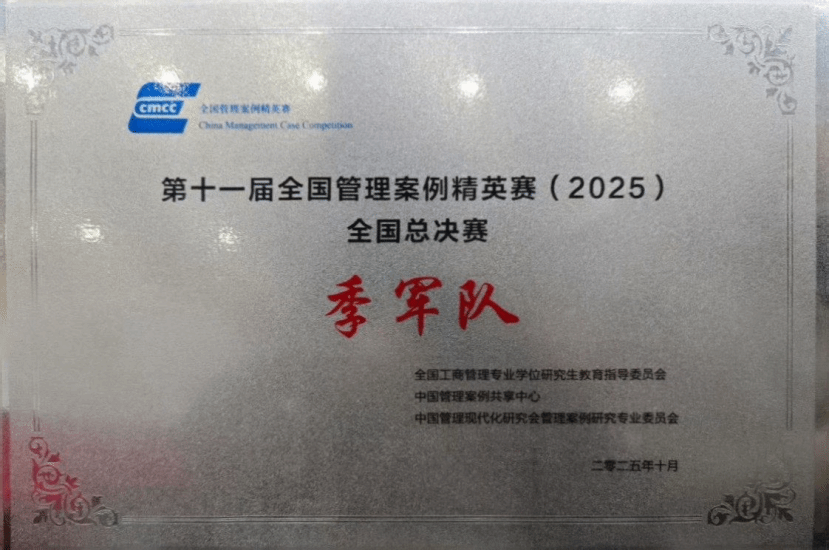 cmcc
全国管理案例精英赛
China Management Case Competition
第十一届全国管理案例精英赛（2025）
全国总决赛
季军队
全国工商管理专业学位研究生教育指导委员会
中国管理案例共享中心
中国管理现代化研究会管理案例研究专业委员会
二零二五年十月